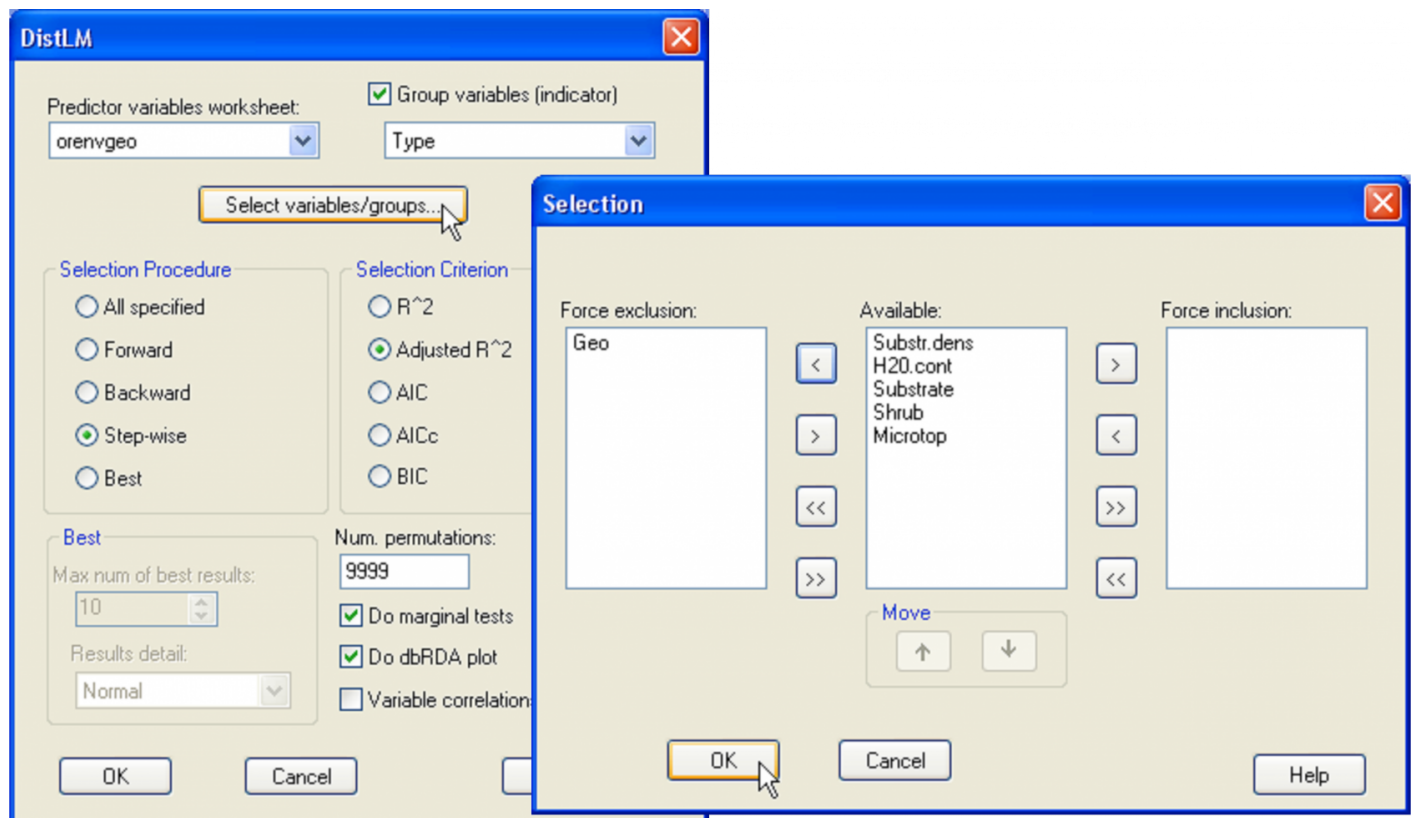 DistLM
Predictor variables worksheet:
Group variables (indicator)
orenvgeo
Type
Select variables/groups...
Selection Procedure
All specified
Forward
Backward
Step-wise
Best
Selection Criterion
R^2
Adjusted R^2
AIC
AICc
BIC
Best
Max num of best results:
10
Results detail:
Normal
Num. permutations:
9999
Do marginal tests
Do dbRDA plot
Variable correlation
OK
Cancel
Selection
Force exclusion:
Geo
<
>
<<
>>
Available:
Substr.dens
H20.cont
Substrate
Shrub
Microtop
>
<
>>
<<
Force inclusion:
Move
OK
Cancel
Help